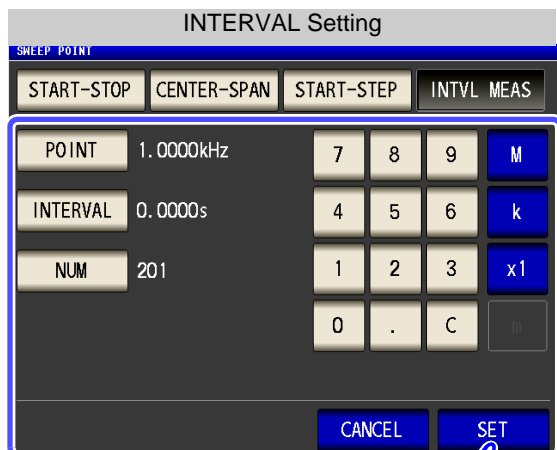 INTERVAL Setting
SWEEP POINT
START-STOP CENTER-SPAN START-STEP INTVL MEAS
POINT 1.0000kHz 7 8 9 M
INTERVAL 0.0000s 4 5 6 k
NUM 201 1 2 3 x1
0 . C m
CANCEL SET